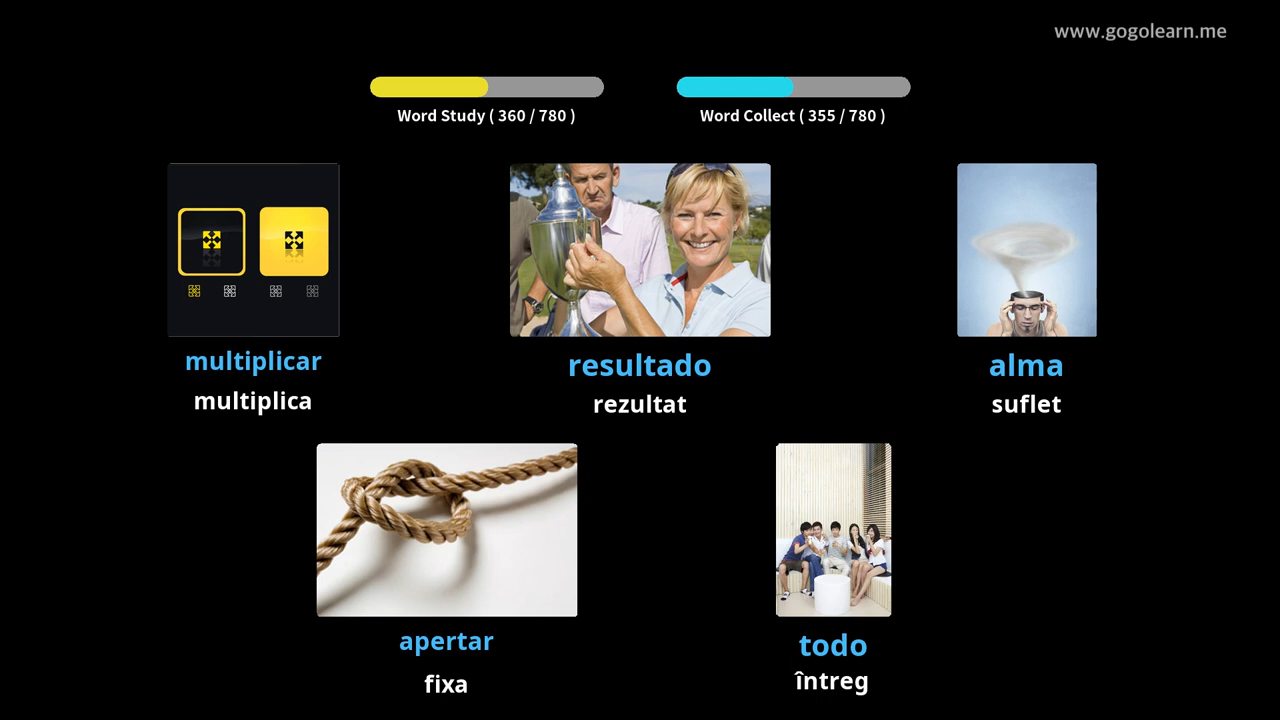 www.gogolearn.me
Word Study ( 360 / 780 )
Word Collect ( 355 / 780 )
multiplicar
multiplica
resultado
rezultat
alma
suflet
apertar
fixa
todo
întreg